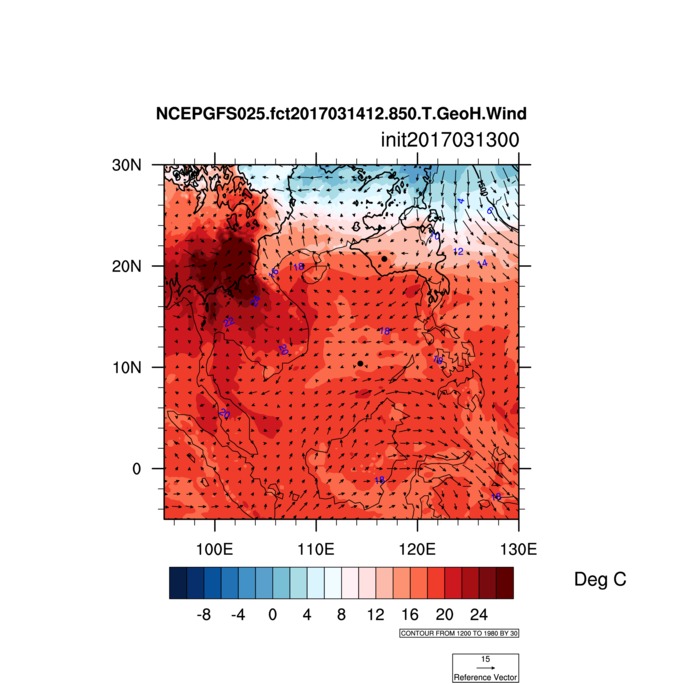 NCEPGFS025.fct2017031412.850.T.GeoH.Wind
init2017031300
30N
20N
10N
0
100E 110E 120E 130E
-8 -4 0 4 8 12 16 20 24
Deg C
CONTOUR FROM 1200 TO 1980 BY 30
15
Reference Vector